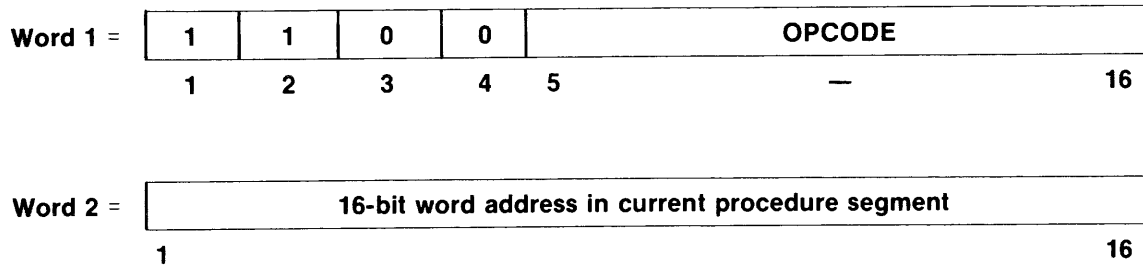 Word 1 = 1 1 0 0 OPCODE
1 2 3 4 5 — 16
Word 2 = 16-bit word address in current procedure segment
1 16